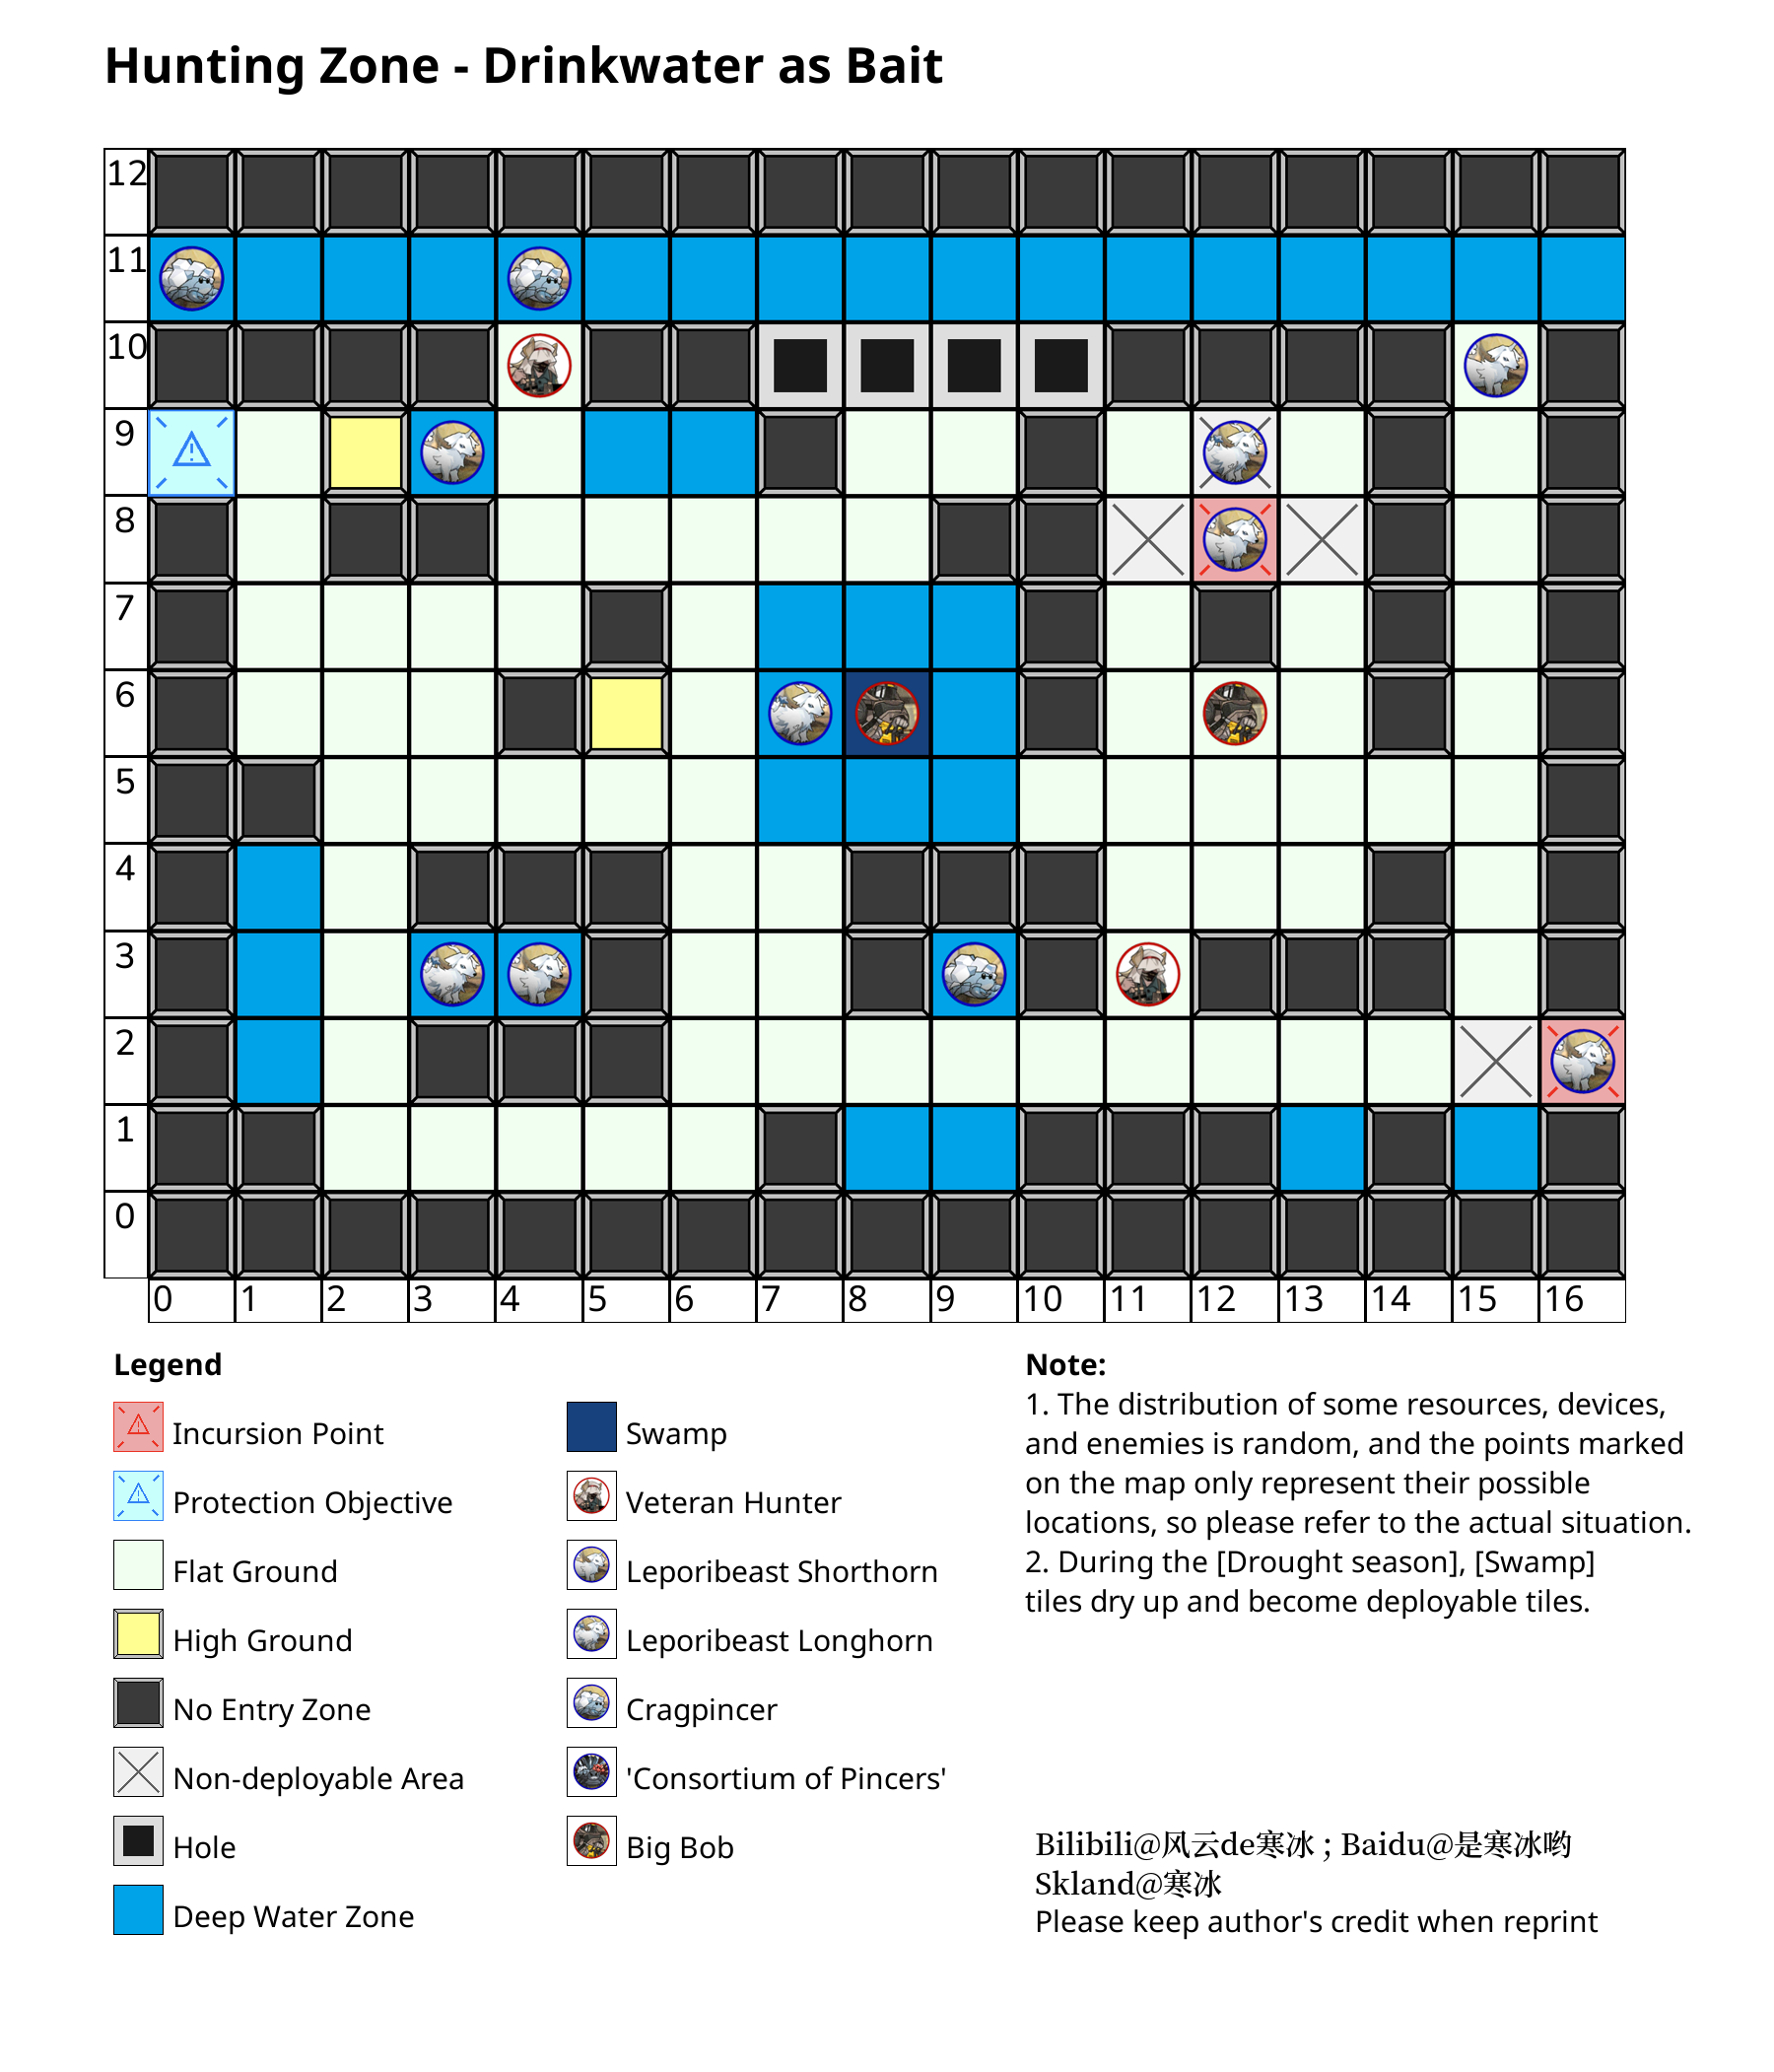 Hunting Zone - Drinkwater as Bait
12
11
10
9
8
7
6
5
4
3
2
1
0
0 1 2 3 4 5 6 7 8 9 10 11 12 13 14 15 16
Legend
Incursion Point
Protection Objective
Flat Ground
High Ground
No Entry Zone
Non-deployable Area
Hole
Deep Water Zone
Swamp
Veteran Hunter
Leporibeast Shorthorn
Leporibeast Longhorn
Cragpincer
'Consortium of Pincers'
Big Bob
Note:
1. The distribution of some resources, devices,
and enemies is random, and the points marked
on the map only represent their possible
locations, so please refer to the actual situation.
2. During the [Drought season], [Swamp]
tiles dry up and become deployable tiles.
Bilibili@风云de寒冰 ; Baidu@是寒冰哟
Skland@寒冰
Please keep author's credit when reprint